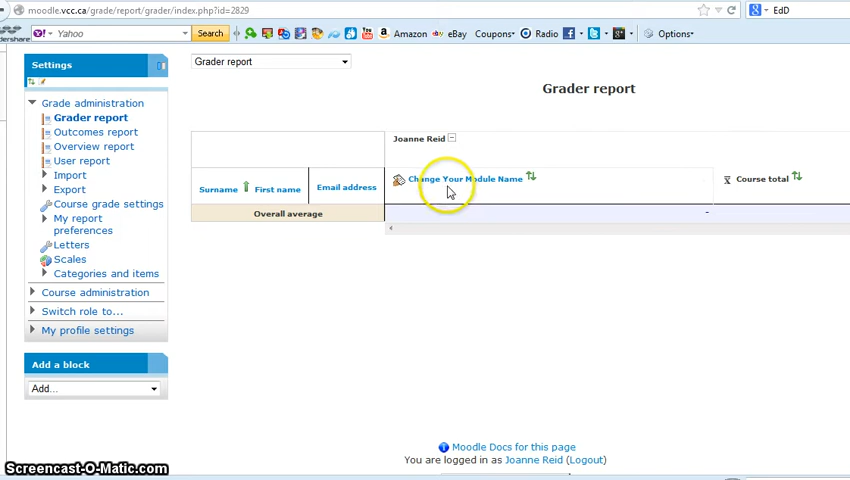 moodle.vcc.ca/grade/report/grader/index.php?id=2829
EdD
dershare
Y! Yahoo
Search
Amazon
eBay
Coupons
Radio
Options
Settings
Grader report
Grade administration
Grader report
Outcomes report
Overview report
User report
Import
Export
Course grade settings
My report
preferences
Letters
Scales
Categories and items
Course administration
Switch role to...
My profile settings
Add a block
Add...
Grader report
Joanne Reid
Surname First name Email address Change Your Module Name Course total
Overall average -
Moodle Docs for this page
You are logged in as Joanne Reid (Logout)
Screencast-O-Matic.com